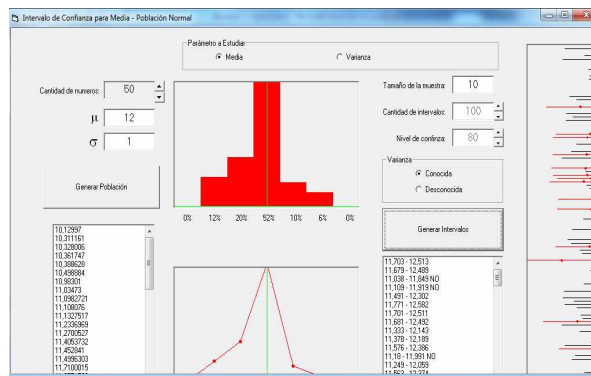 Intervalo de Confianza para Media - Población Normal
Parámetro a Estudiar
Media
Varianza
Cantidad de numeros:
50
μ
12
σ
1
Generar Población
10,12997
10,311161
10,328006
10,361747
10,388628
10,498884
10,98301
11,03473
11,0982721
11,108076
11,1327517
11,2336969
11,2700527
11,4053732
11,452841
11,4996303
11,7100015
0% 12% 20% 52% 10% 6% 0%
Tamaño de la muestra:
10
Cantidad de intervalos:
100
Nivel de confinza:
80
Varianza
Conocida
Desconocida
Generar Intervalos
11,703 - 12,513
11,679 - 12,489
11,038 - 11,849 NO
11,109 - 11,919 NO
11,491 - 12,302
11,771 - 12,582
11,701 - 12,511
11,681 - 12,492
11,333 - 12,143
11,378 - 12,189
11,576 - 12,386
11,18 - 11,991 NO
11,249 - 12,059